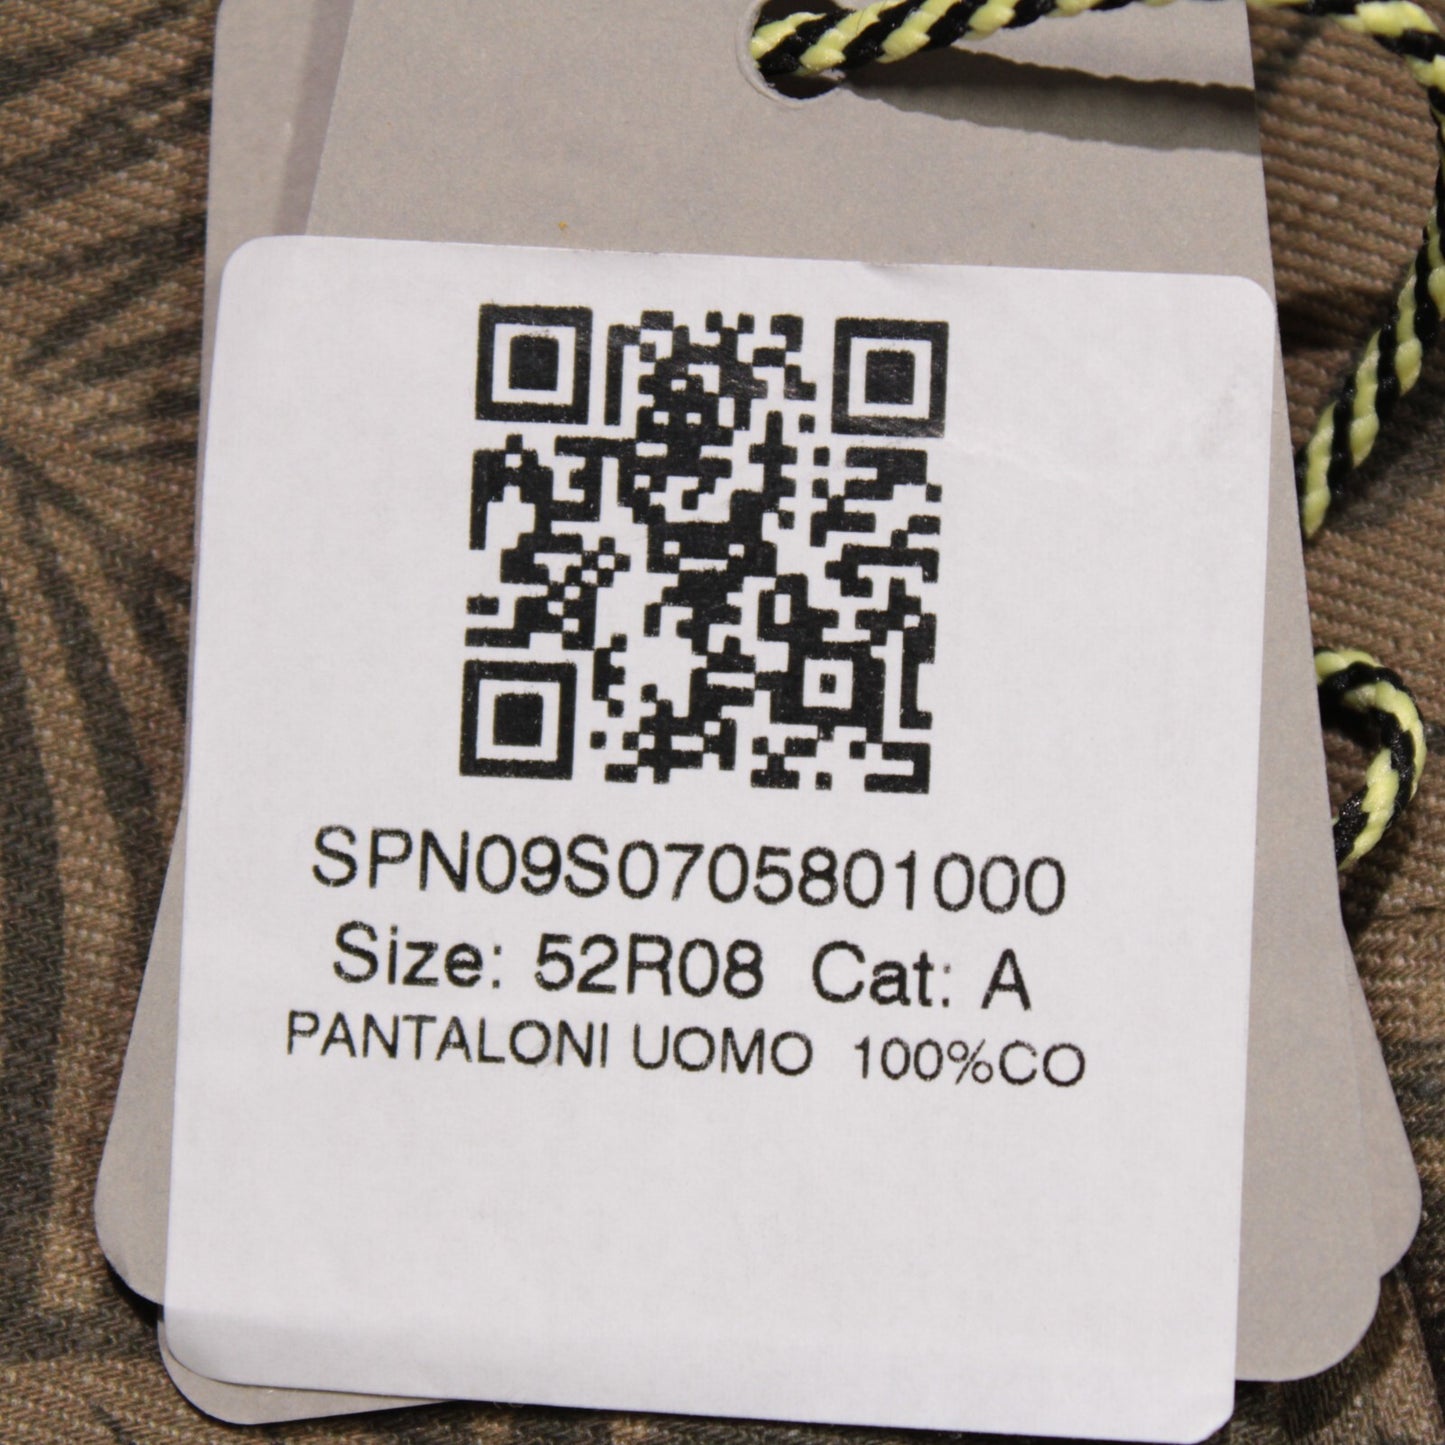 SPN09S0705801000
Size: 52R08 Cat: A
PANTALONI UOMO 100%CO